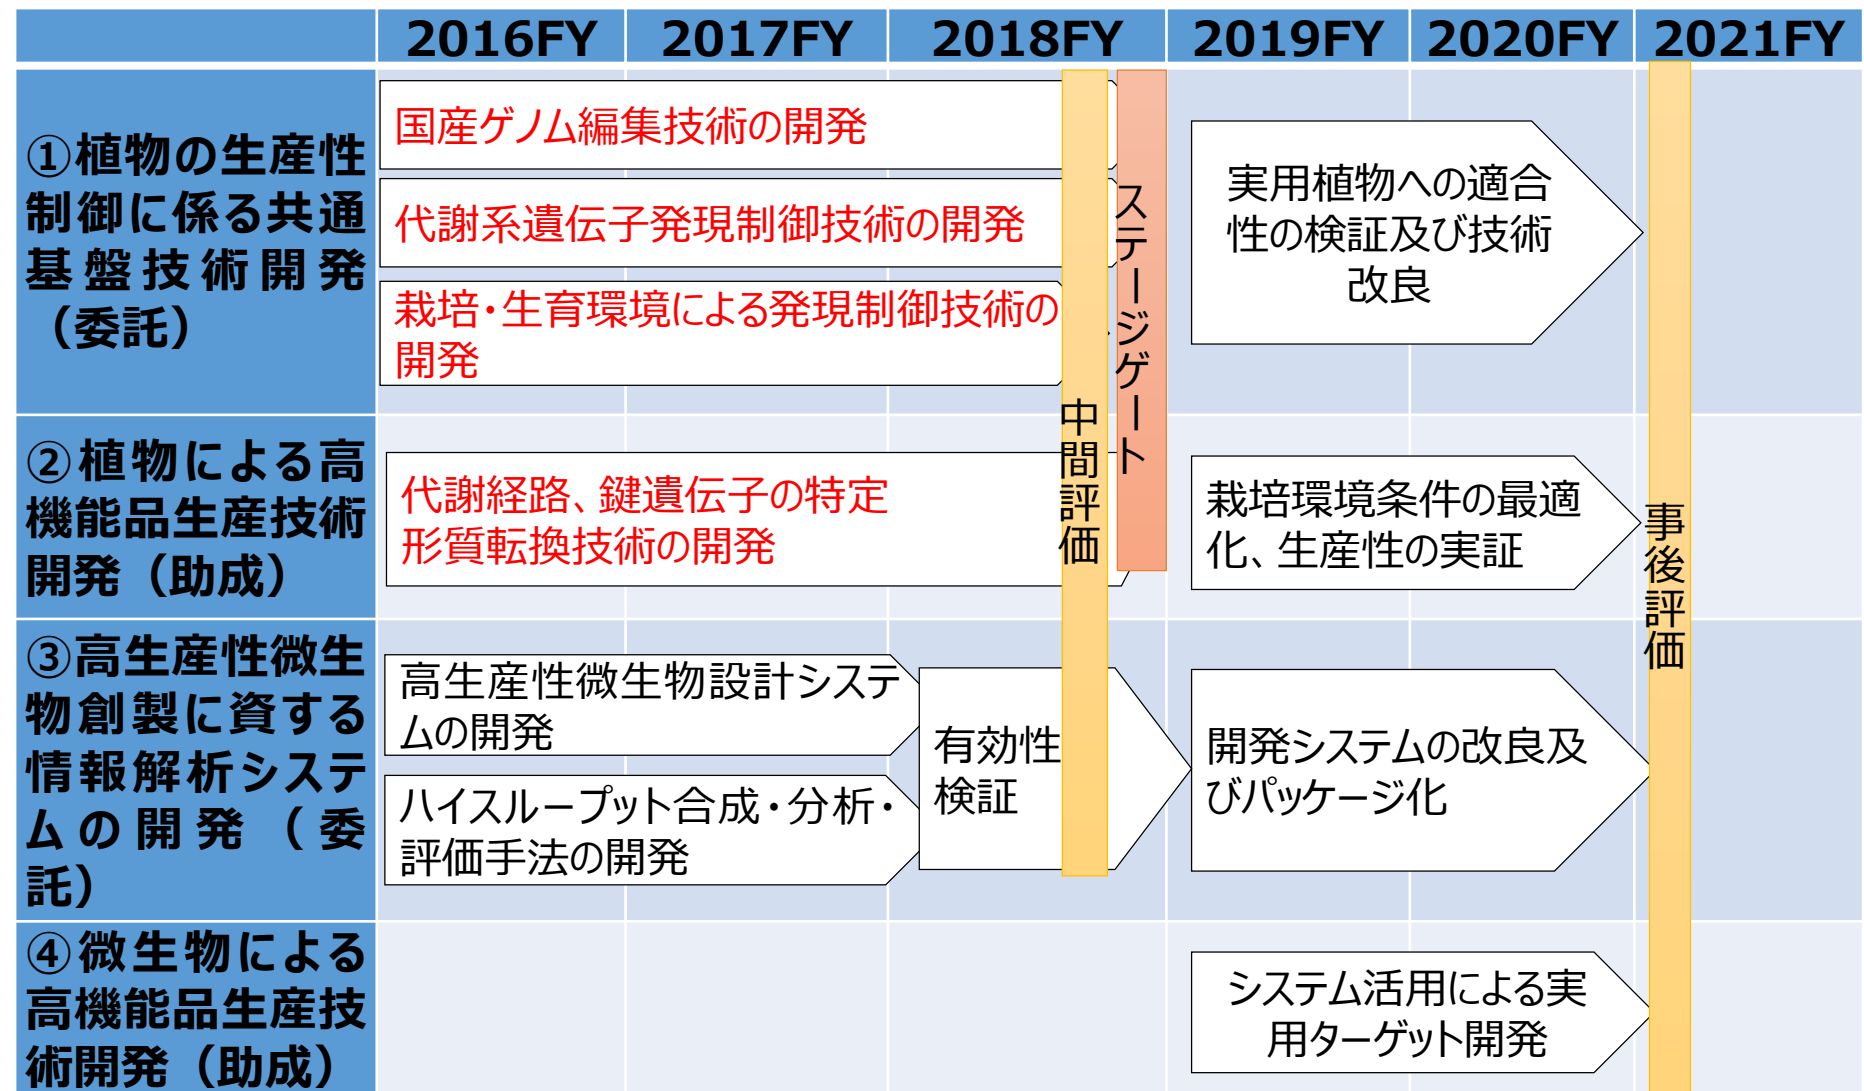 2016FY 2017FY 2018FY 2019FY 2020FY 2021FY
①植物の生産性
制御に係る共通
基盤技術開発
（委託）
国産ゲノム編集技術の開発
代謝系遺伝子発現制御技術の開発
栽培・生育環境による発現制御技術の
開発
実用植物への適合
性の検証及び技術
改良
②植物による高
機能品生産技術
開発（助成）
代謝経路、鍵遺伝子の特定
形質転換技術の開発
栽培環境条件の最適
化、生産性の実証
③高生産性微生
物創製に資する
情報解析システ
ムの開発（委
託）
高生産性微生物設計システ
ムの開発
ハイスループット合成・分析・
評価手法の開発
有効性
検証
開発システムの改良及
びパッケージ化
④微生物による
高機能品生産技
術開発（助成）
システム活用による実
用ターゲット開発
中間評価
ステージゲート
事後評価